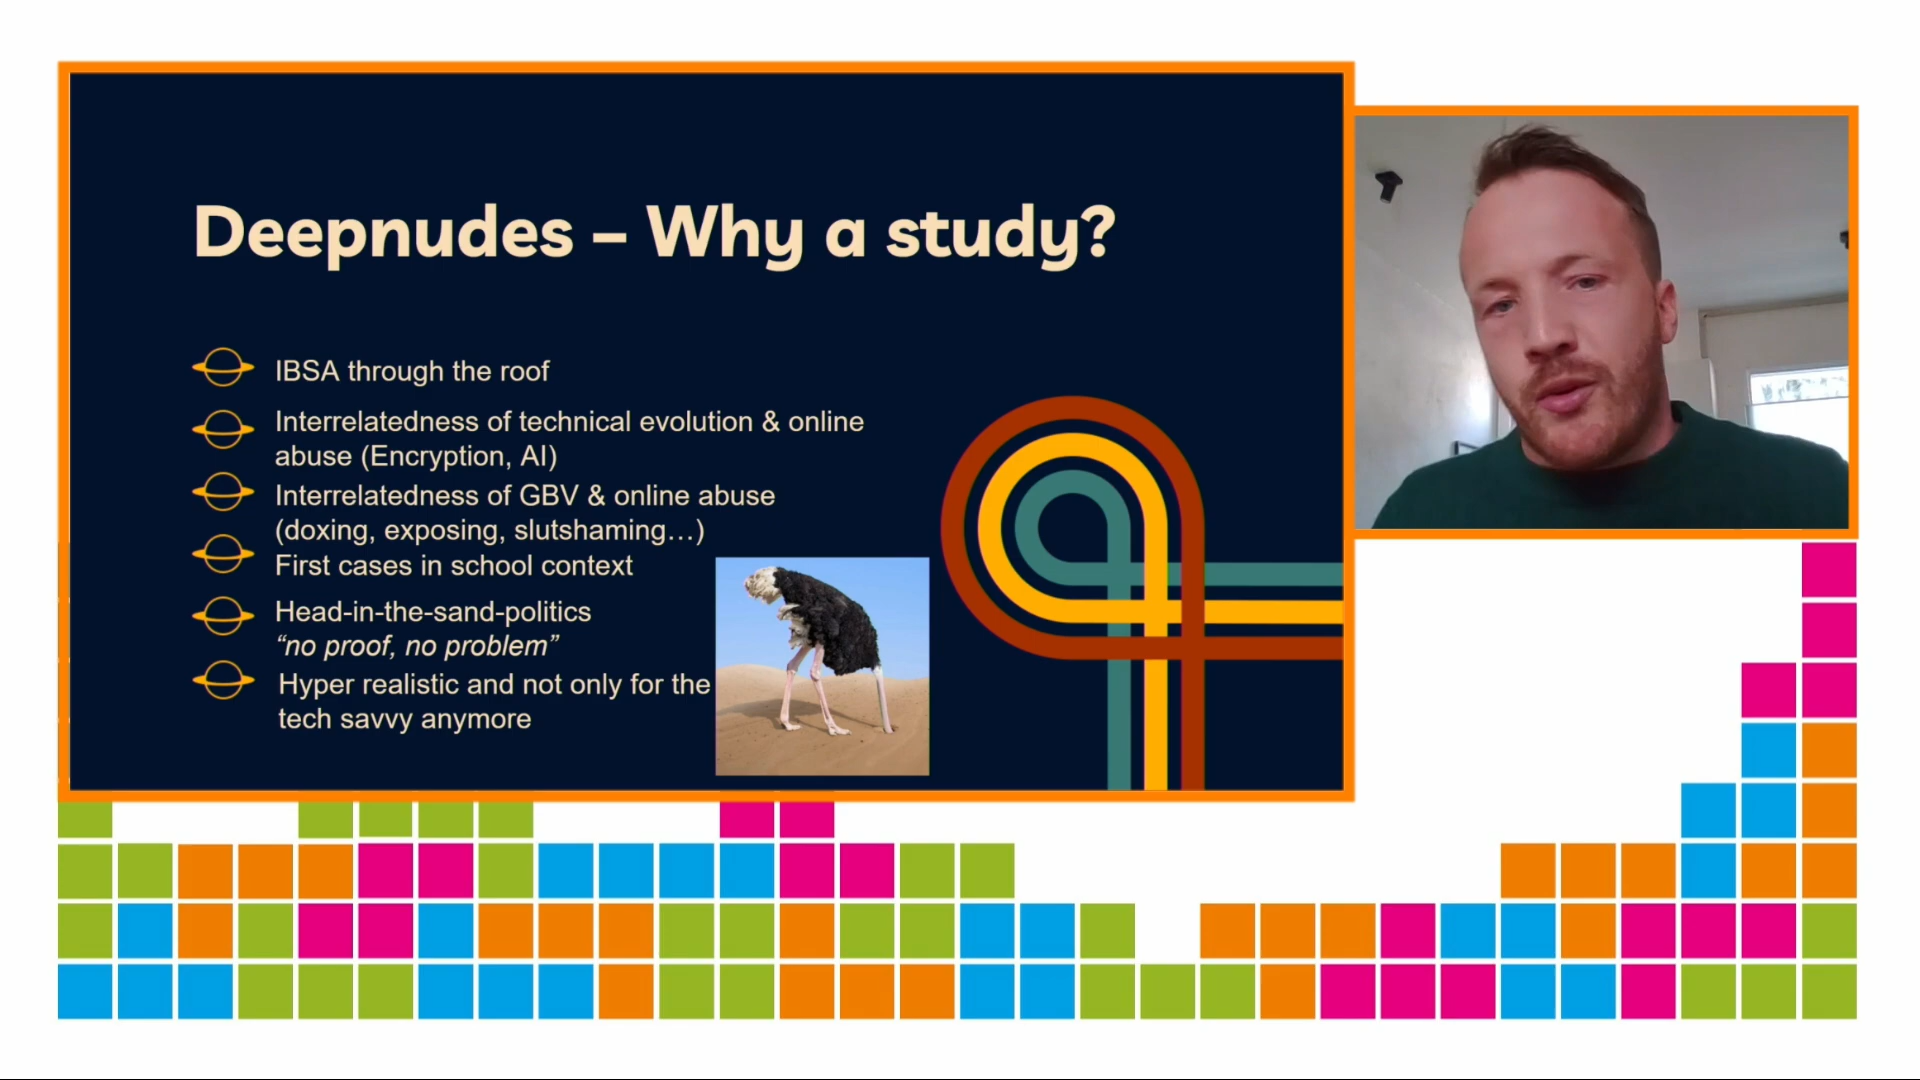 Deepnudes – Why a study?
IBSA through the roof
Interrelatedness of technical evolution & online
abuse (Encryption, AI)
Interrelatedness of GBV & online abuse
(doxing, exposing, slutshaming…)
First cases in school context
Head-in-the-sand-politics
“no proof, no problem”
Hyper realistic and not only for the
tech savvy anymore